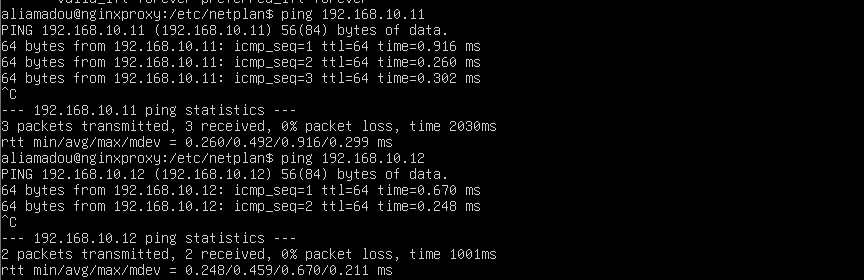 valid_lft forever preferred_lft forever
aliamadou@nginxproxy:/etc/netplan$ ping 192.168.10.11
PING 192.168.10.11 (192.168.10.11) 56(84) bytes of data.
64 bytes from 192.168.10.11: icmp_seq=1 ttl=64 time=0.916 ms
64 bytes from 192.168.10.11: icmp_seq=2 ttl=64 time=0.260 ms
64 bytes from 192.168.10.11: icmp_seq=3 ttl=64 time=0.302 ms
^C
--- 192.168.10.11 ping statistics ---
3 packets transmitted, 3 received, 0% packet loss, time 2030ms
rtt min/avg/max/mdev = 0.260/0.492/0.916/0.299 ms
aliamadou@nginxproxy:/etc/netplan$ ping 192.168.10.12
PING 192.168.10.12 (192.168.10.12) 56(84) bytes of data.
64 bytes from 192.168.10.12: icmp_seq=1 ttl=64 time=0.670 ms
64 bytes from 192.168.10.12: icmp_seq=2 ttl=64 time=0.248 ms
^C
--- 192.168.10.12 ping statistics ---
2 packets transmitted, 2 received, 0% packet loss, time 1001ms
rtt min/avg/max/mdev = 0.248/0.459/0.670/0.211 ms